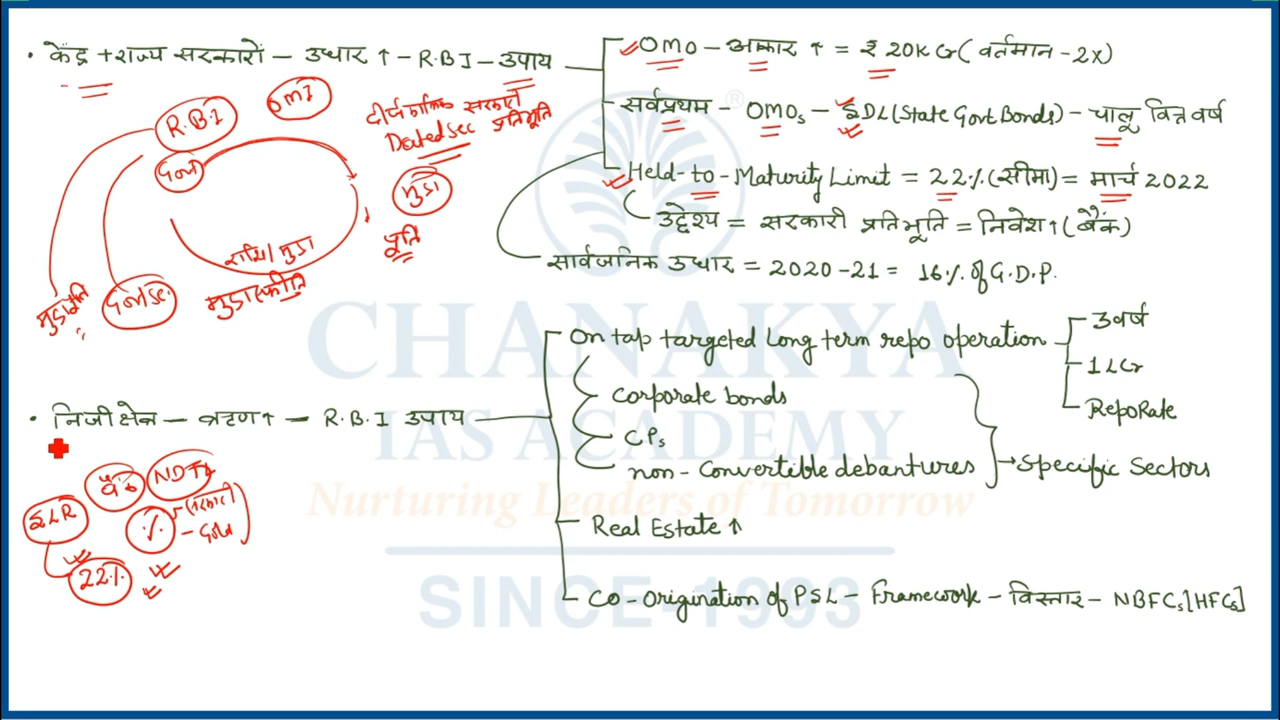 • केंद्र + राज्य सरकारों – उधार ↑ – R.B.I – उपाय
OMO – आकार ↑ = ₹ 20K Cr (वर्तमान – 2x)
सर्वप्रथम – OMOs – SDL (State Govt Bonds) – चालू वित्त वर्ष
Held-to-Maturity Limit = 22% (सीमा) = मार्च 2022
उद्देश्य = सरकारी प्रतिभूति = निवेश ↑ (बैंक)
सार्वजनिक उधार = 2020-21 = 16% of G.D.P.
R.B.I
Govt
दीर्घकालिक सरकारी प्रतिभूति
Dated Sec
मुद्रा
पूर्ति
राशि/मुद्रा
मुद्रास्फीति
Govt Sec.
• निजी क्षेत्र – ऋण ↑ – R.B.I उपाय
On tap targeted long term repo operation
3 वर्ष
1 L Cr
Repo Rate
Corporate bonds
CPs
non-Convertible debantures
→ Specific Sectors
Real Estate ↑
Co-Origination of PSL – Framework – विस्तार – NBFCs [HFCs]
बैंक
NDTL
SLR
%
(सरकारी)
– Gold
22%
®
CHANAKYA
IAS ACADEMY
Nurturing Leaders of Tomorrow
SINCE-1993